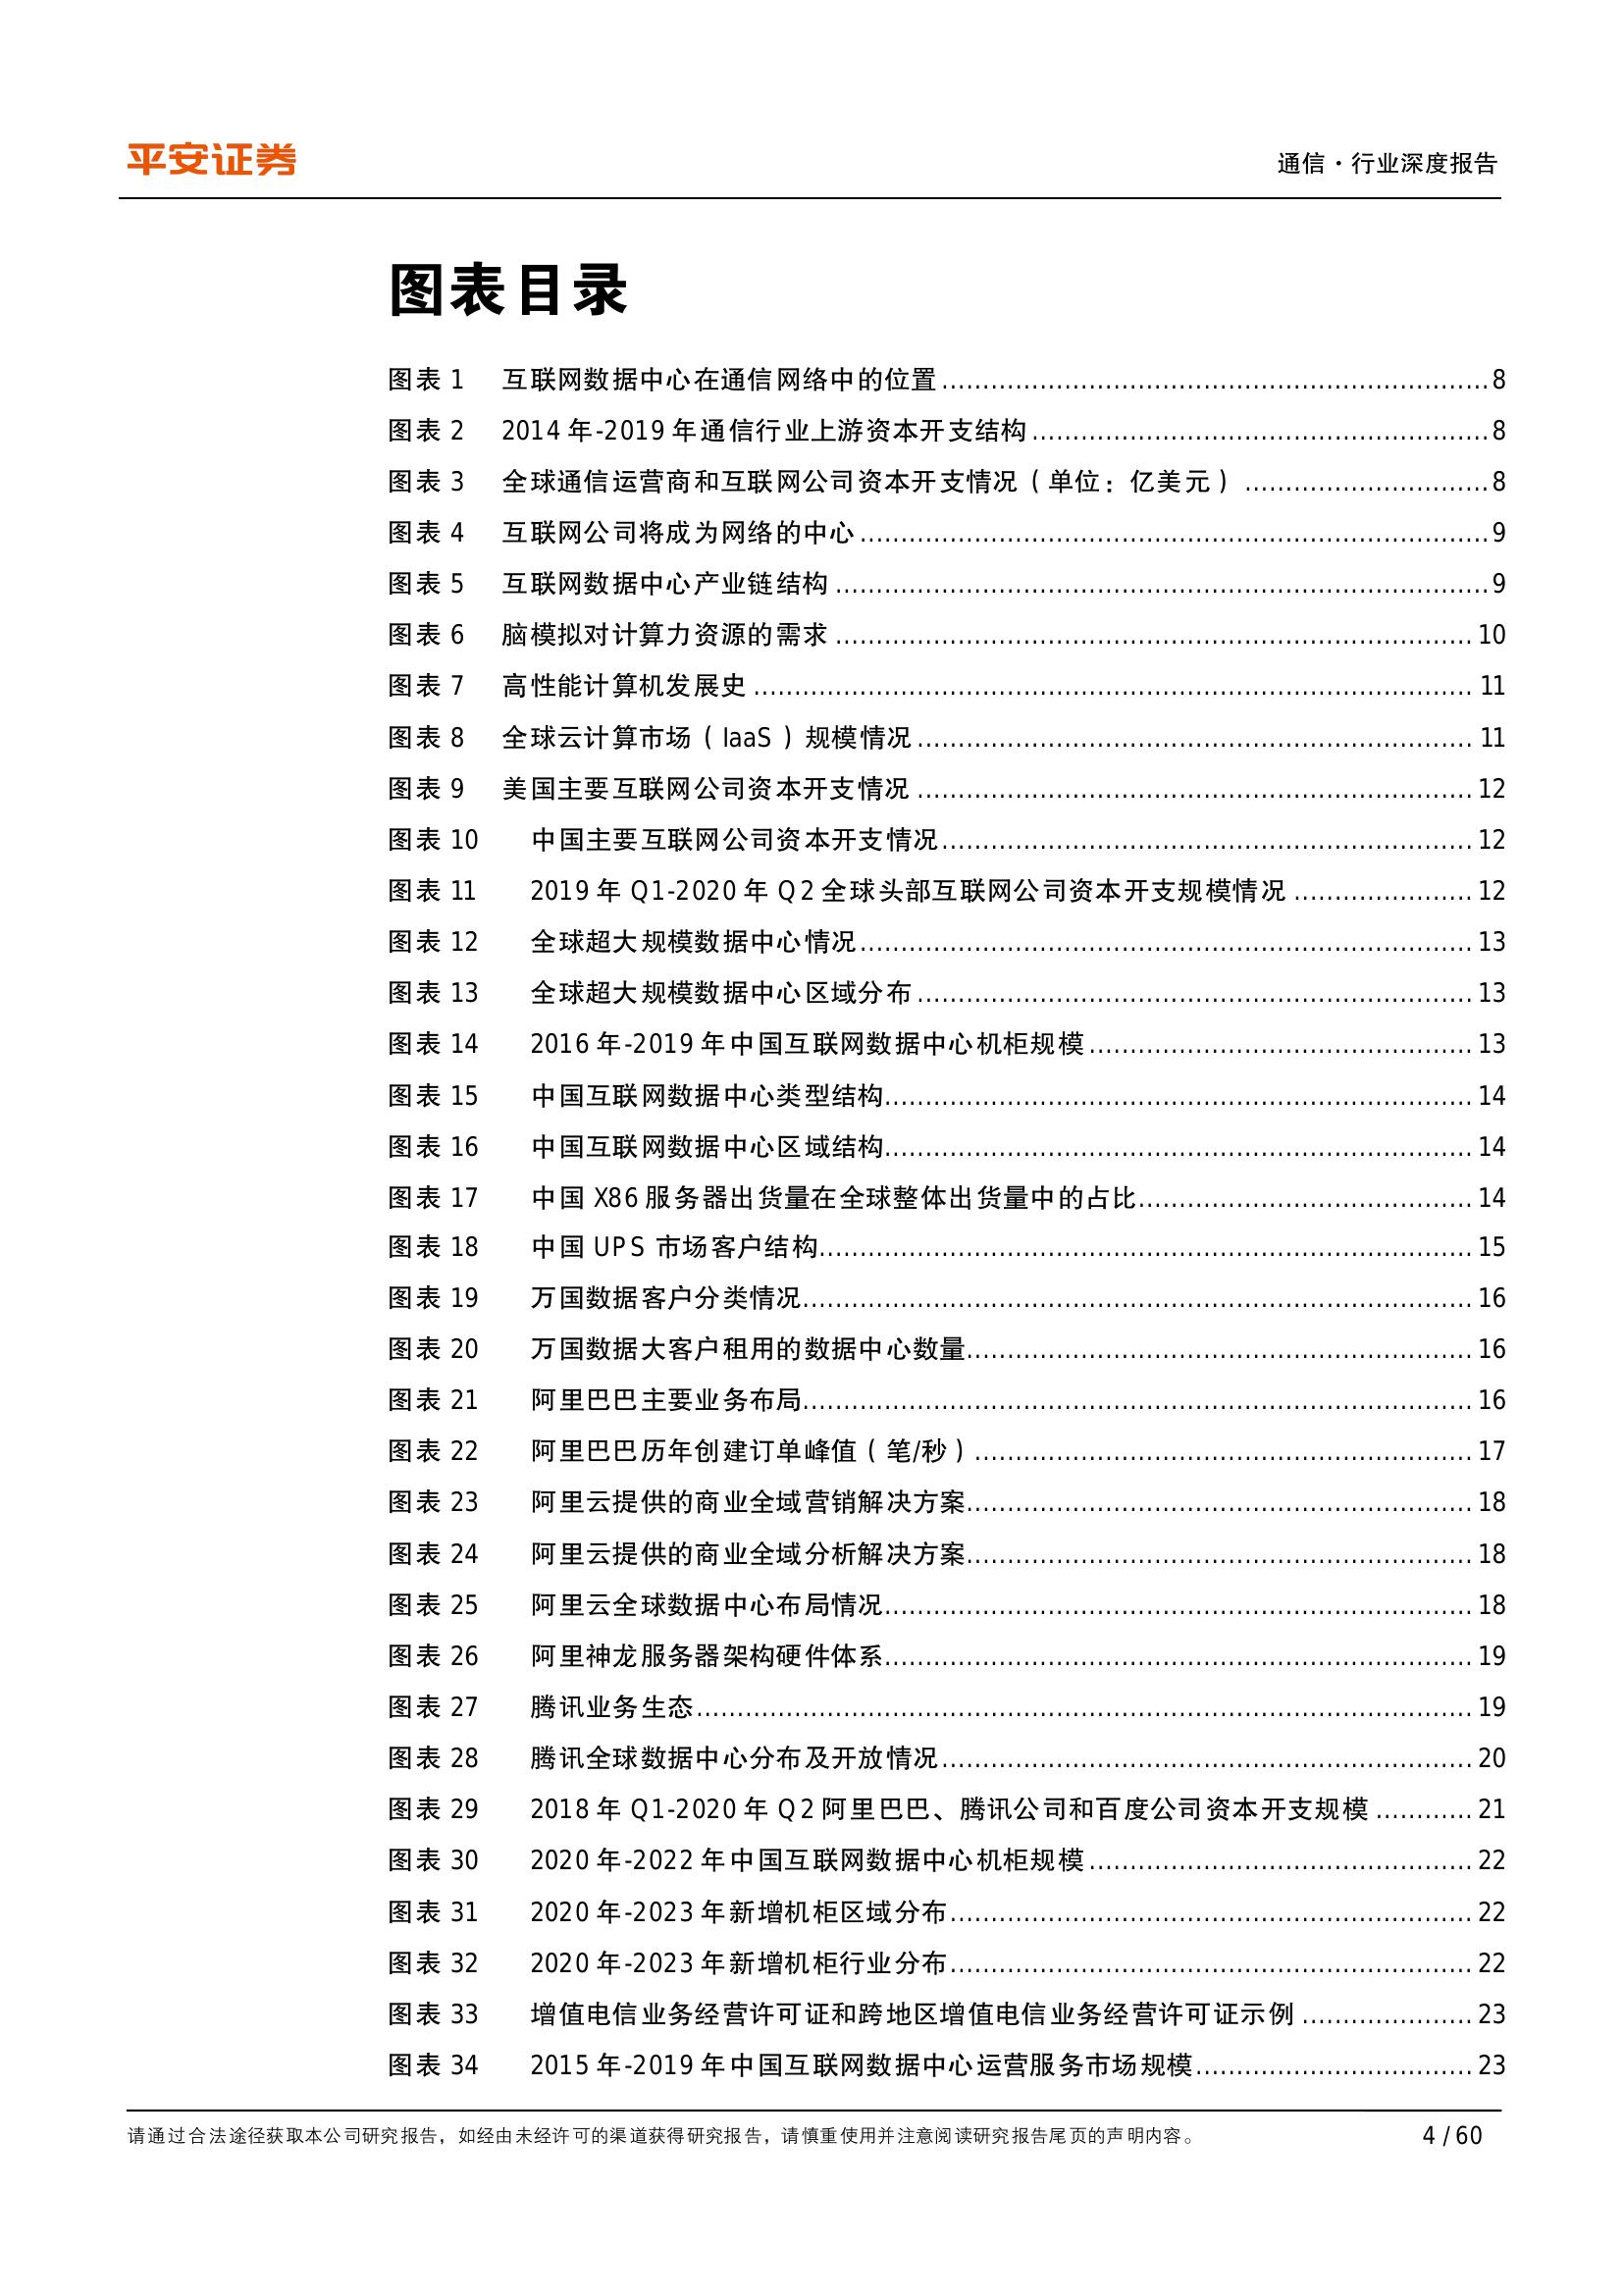 平安证券
通信·行业深度报告
图表目录
图表 1 互联网数据中心在通信网络中的位置........8
图表 2 2014 年-2019 年通信行业上游资本开支结构........8
图表 3 全球通信运营商和互联网公司资本开支情况（单位：亿美元）........8
图表 4 互联网公司将成为网络的中心........9
图表 5 互联网数据中心产业链结构........9
图表 6 脑模拟对计算力资源的需求........10
图表 7 高性能计算机发展史........11
图表 8 全球云计算市场（IaaS）规模情况........11
图表 9 美国主要互联网公司资本开支情况........12
图表 10 中国主要互联网公司资本开支情况........12
图表 11 2019 年 Q1-2020 年 Q2 全球头部互联网公司资本开支规模情况........12
图表 12 全球超大规模数据中心情况........13
图表 13 全球超大规模数据中心区域分布........13
图表 14 2016 年-2019 年中国互联网数据中心机柜规模........13
图表 15 中国互联网数据中心类型结构........14
图表 16 中国互联网数据中心区域结构........14
图表 17 中国 X86 服务器出货量在全球整体出货量中的占比........14
图表 18 中国 UPS 市场客户结构........15
图表 19 万国数据客户分类情况........16
图表 20 万国数据大客户租用的数据中心数量........16
图表 21 阿里巴巴主要业务布局........16
图表 22 阿里巴巴历年创建订单峰值（笔/秒）........17
图表 23 阿里云提供的商业全域营销解决方案........18
图表 24 阿里云提供的商业全域分析解决方案........18
图表 25 阿里云全球数据中心布局情况........18
图表 26 阿里神龙服务器架构硬件体系........19
图表 27 腾讯业务生态........19
图表 28 腾讯全球数据中心分布及开放情况........20
图表 29 2018 年 Q1-2020 年 Q2 阿里巴巴、腾讯公司和百度公司资本开支规模........21
图表 30 2020 年-2022 年中国互联网数据中心机柜规模........22
图表 31 2020 年-2023 年新增机柜区域分布........22
图表 32 2020 年-2023 年新增机柜行业分布........22
图表 33 增值电信业务经营许可证和跨地区增值电信业务经营许可证示例........23
图表 34 2015 年-2019 年中国互联网数据中心运营服务市场规模........23
请通过合法途径获取本公司研究报告，如经由未经许可的渠道获得研究报告，请慎重使用并注意阅读研究报告尾页的声明内容。 4 / 60